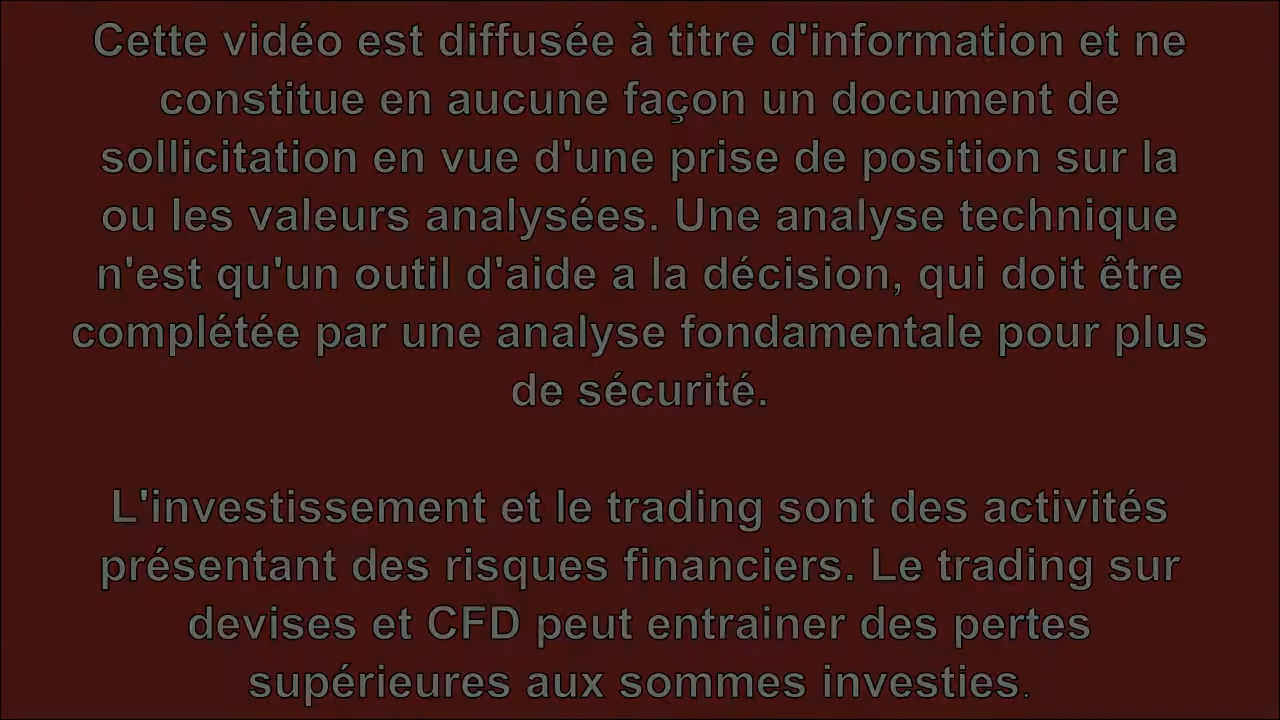 Cette vidéo est diffusée à titre d'information et ne
constitue en aucune façon un document de
sollicitation en vue d'une prise de position sur la
ou les valeurs analysées. Une analyse technique
n'est qu'un outil d'aide a la décision, qui doit être
complétée par une analyse fondamentale pour plus
de sécurité.
L'investissement et le trading sont des activités
présentant des risques financiers. Le trading sur
devises et CFD peut entrainer des pertes
supérieures aux sommes investies.